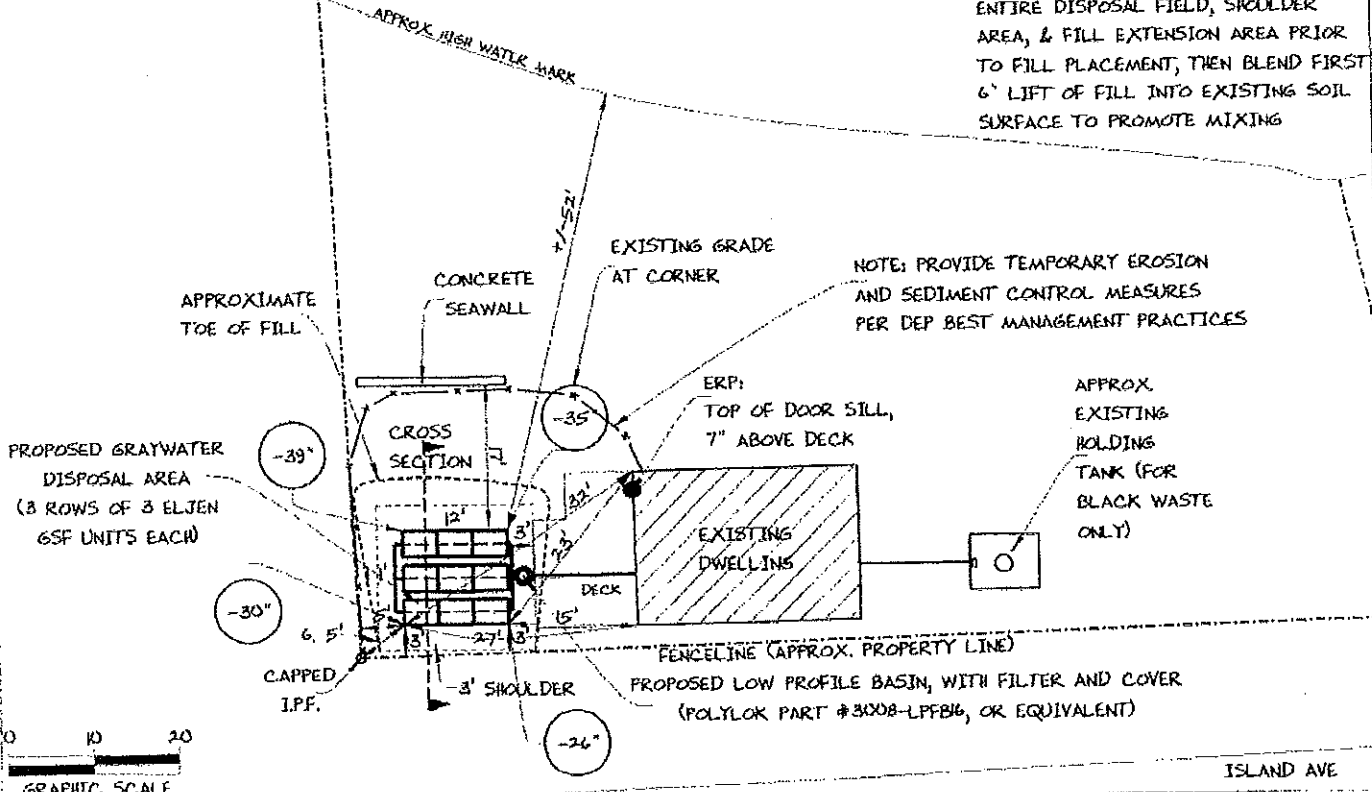 ENTIRE DISPOSAL FIELD, SHOULDER
AREA, & FILL EXTENSION AREA PRIOR
TO FILL PLACEMENT, THEN BLEND FIRST
6" LIFT OF FILL INTO EXISTING SOIL
SURFACE TO PROMOTE MIXING
APPROX HIGH WATER MARK
+/-52'
EXISTING GRADE
AT CORNER
CONCRETE
SEAWALL
NOTE: PROVIDE TEMPORARY EROSION
AND SEDIMENT CONTROL MEASURES
PER DEP BEST MANAGEMENT PRACTICES
APPROXIMATE
TOE OF FILL
ERP:
TOP OF DOOR SILL,
7" ABOVE DECK
APPROX.
EXISTING
HOLDING
TANK (FOR
BLACK WASTE
ONLY)
-35"
CROSS
SECTION
17'
-39"
PROPOSED GRAYWATER
DISPOSAL AREA
(3 ROWS OF 3 ELJEN
GSF UNITS EACH)
12'
3'
32'
23'
EXISTING
DWELLING
DECK
-30"
6.5'
3'
27'
3'
15'
CAPPED
I.P.F.
3' SHOULDER
FENCELINE (APPROX. PROPERTY LINE)
PROPOSED LOW PROFILE BASIN, WITH FILTER AND COVER
(POLYLOK PART #3008-LPFB16, OR EQUIVALENT)
-26"
0 10 20
GRAPHIC SCALE
ISLAND AVE